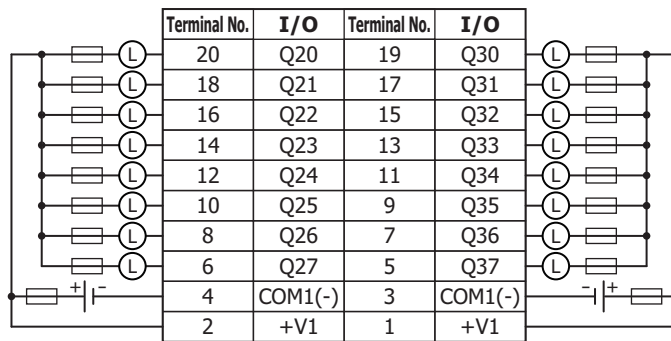 Terminal No. I/O Terminal No. I/O
L 20 Q20 19 Q30 L
L 18 Q21 17 Q31 L
L 16 Q22 15 Q32 L
L 14 Q23 13 Q33 L
L 12 Q24 11 Q34 L
L 10 Q25 9 Q35 L
L 8 Q26 7 Q36 L
L 6 Q27 5 Q37 L
+ - 4 COM1(-) 3 COM1(-) - +
2 +V1 1 +V1